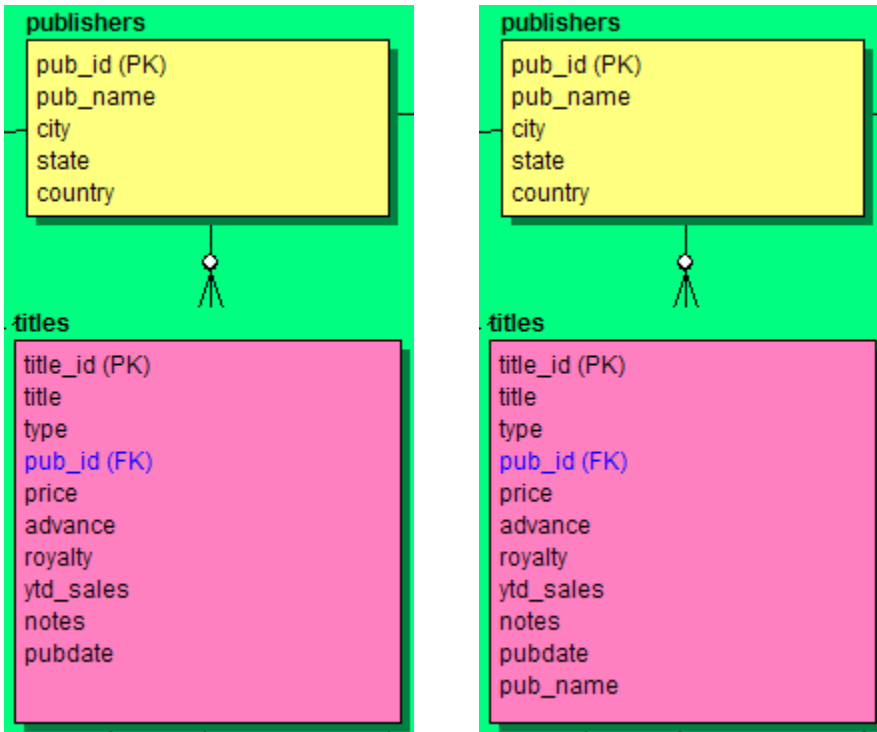 publishers
pub_id (PK)
pub_name
city
state
country
titles
title_id (PK)
title
type
pub_id (FK)
price
advance
royalty
ytd_sales
notes
pubdate
publishers
pub_id (PK)
pub_name
city
state
country
titles
title_id (PK)
title
type
pub_id (FK)
price
advance
royalty
ytd_sales
notes
pubdate
pub_name